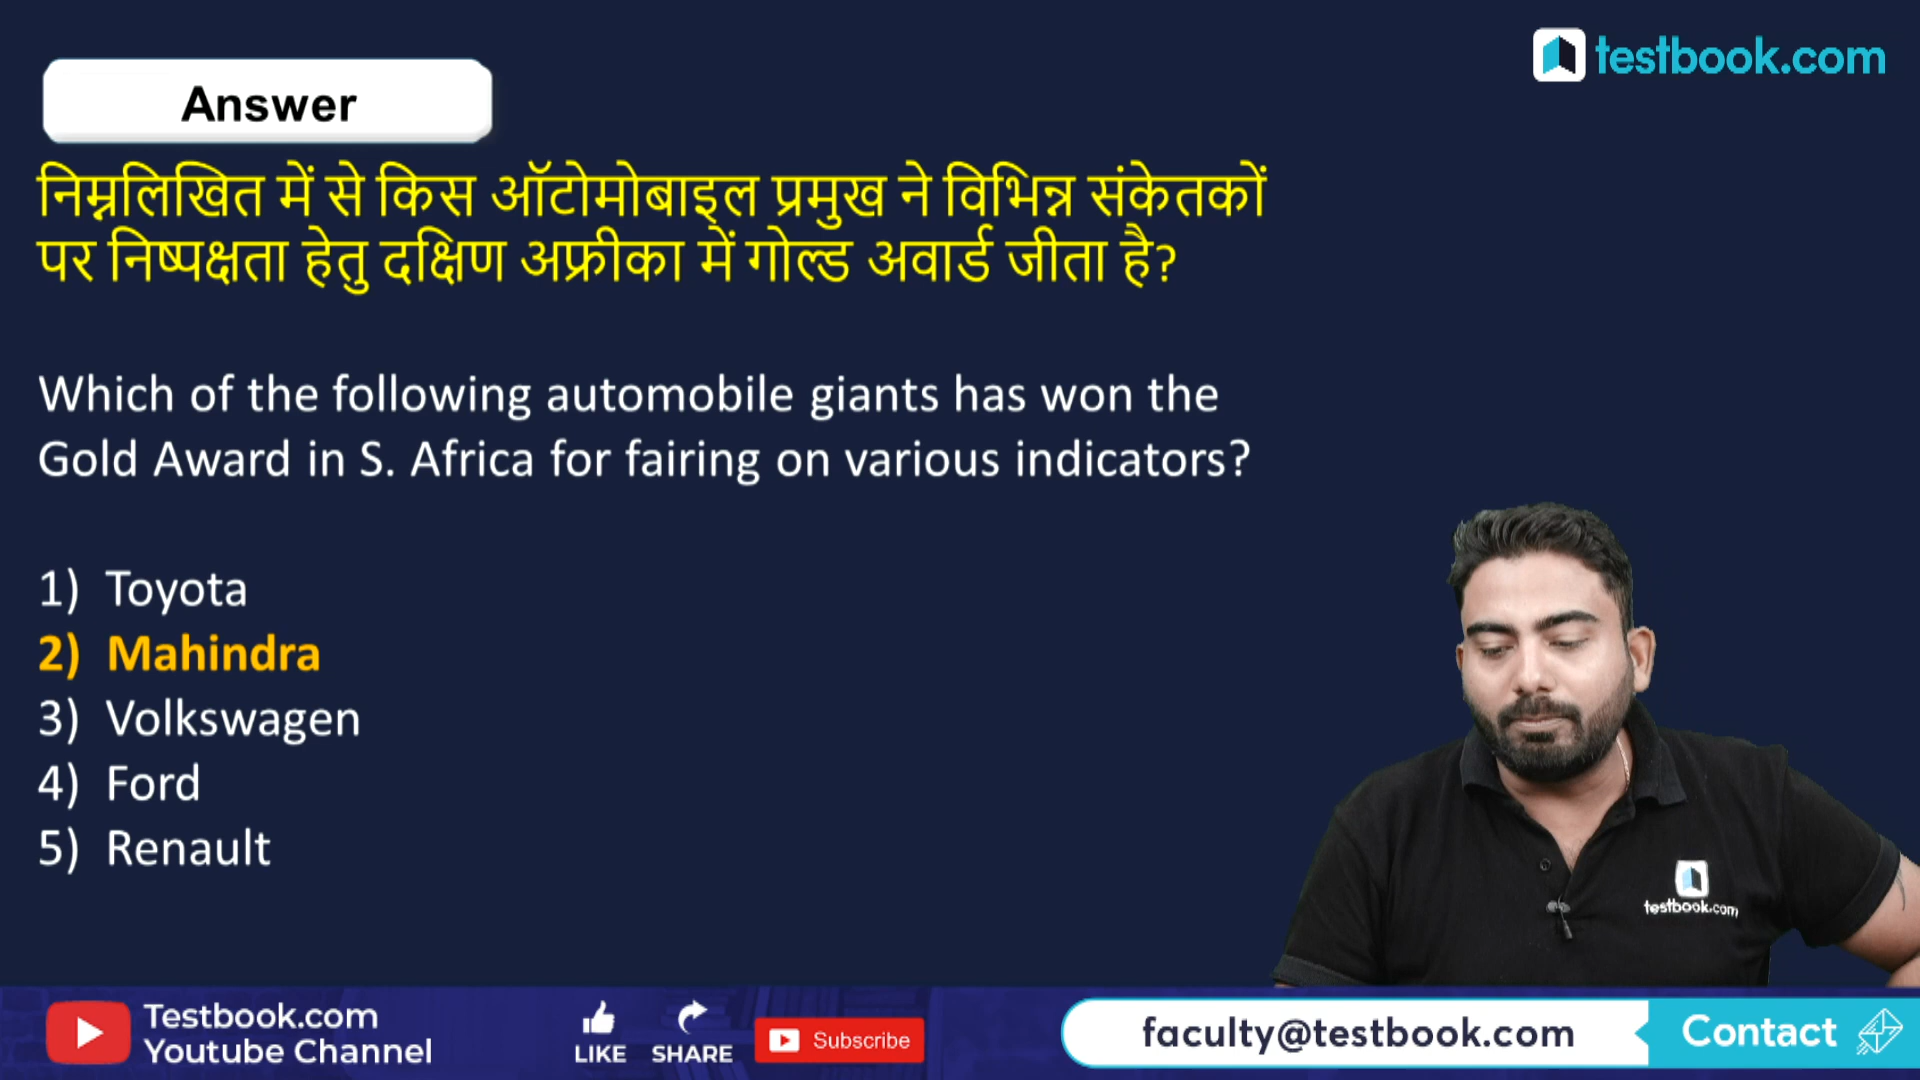 testbook.com
Answer
निम्नलिखित में से किस ऑटोमोबाइल प्रमुख ने विभिन्न संकेतकों
पर निष्पक्षता हेतु दक्षिण अफ्रीका में गोल्ड अवार्ड जीता है?
Which of the following automobile giants has won the
Gold Award in S. Africa for fairing on various indicators?
1) Toyota
2) Mahindra
3) Volkswagen
4) Ford
5) Renault
testbook.com
Testbook.com
Youtube Channel
LIKE
SHARE
Subscribe
faculty@testbook.com
Contact